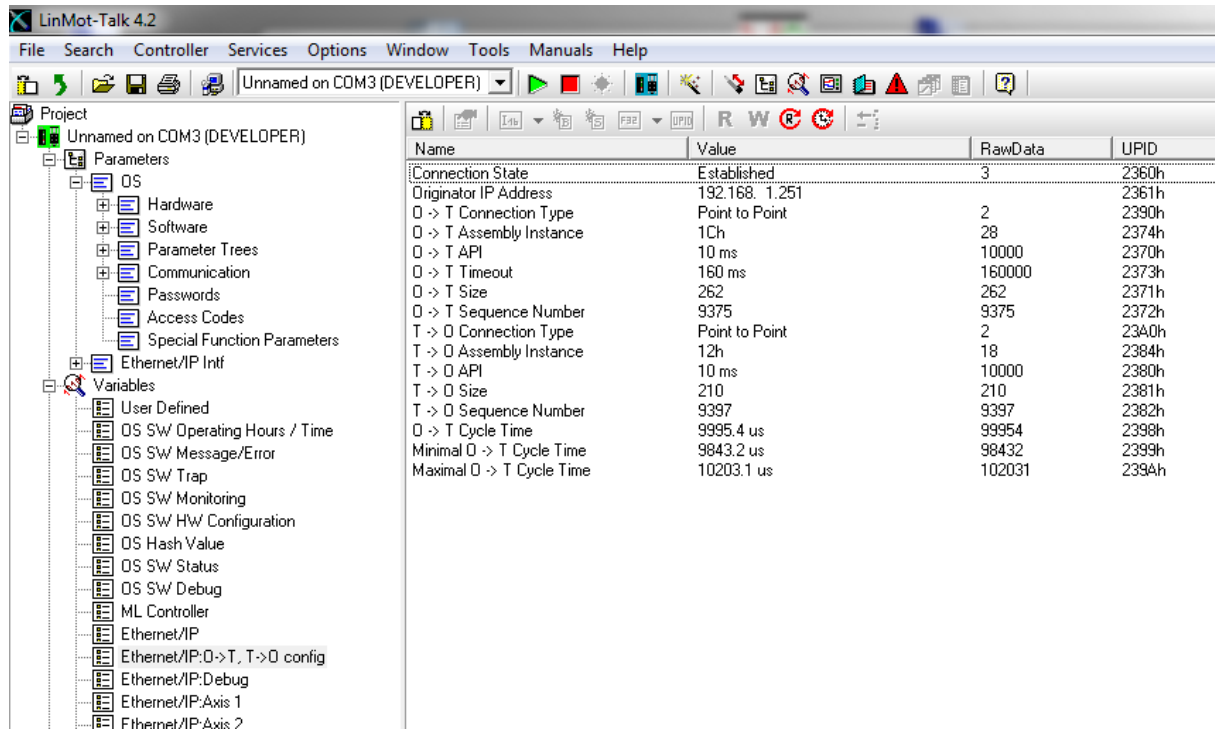 LinMot-Talk 4.2
File Search Controller Services Options Window Tools Manuals Help
Unnamed on COM3 (DEVELOPER)
Project
Unnamed on COM3 (DEVELOPER)
Parameters
OS
Hardware
Software
Parameter Trees
Communication
Passwords
Access Codes
Special Function Parameters
Ethernet/IP Intf
Variables
User Defined
OS SW Operating Hours / Time
OS SW Message/Error
OS SW Trap
OS SW Monitoring
OS SW HW Configuration
OS Hash Value
OS SW Status
OS SW Debug
ML Controller
Ethernet/IP
Ethernet/IP:O->T, T->O config
Ethernet/IP:Debug
Ethernet/IP:Axis 1
Ethernet/IP:Axis 2
I16 B S F32 UPID R W R
Name Value RawData UPID
Connection State Established 3 2360h
Originator IP Address 192.168. 1.251 2361h
O -> T Connection Type Point to Point 2 2390h
O -> T Assembly Instance 1Ch 28 2374h
O -> T API 10 ms 10000 2370h
O -> T Timeout 160 ms 160000 2373h
O -> T Size 262 262 2371h
O -> T Sequence Number 9375 9375 2372h
T -> O Connection Type Point to Point 2 23A0h
T -> O Assembly Instance 12h 18 2384h
T -> O API 10 ms 10000 2380h
T -> O Size 210 210 2381h
T -> O Sequence Number 9397 9397 2382h
O -> T Cycle Time 9995.4 us 99954 2398h
Minimal O -> T Cycle Time 9843.2 us 98432 2399h
Maximal O -> T Cycle Time 10203.1 us 102031 239Ah